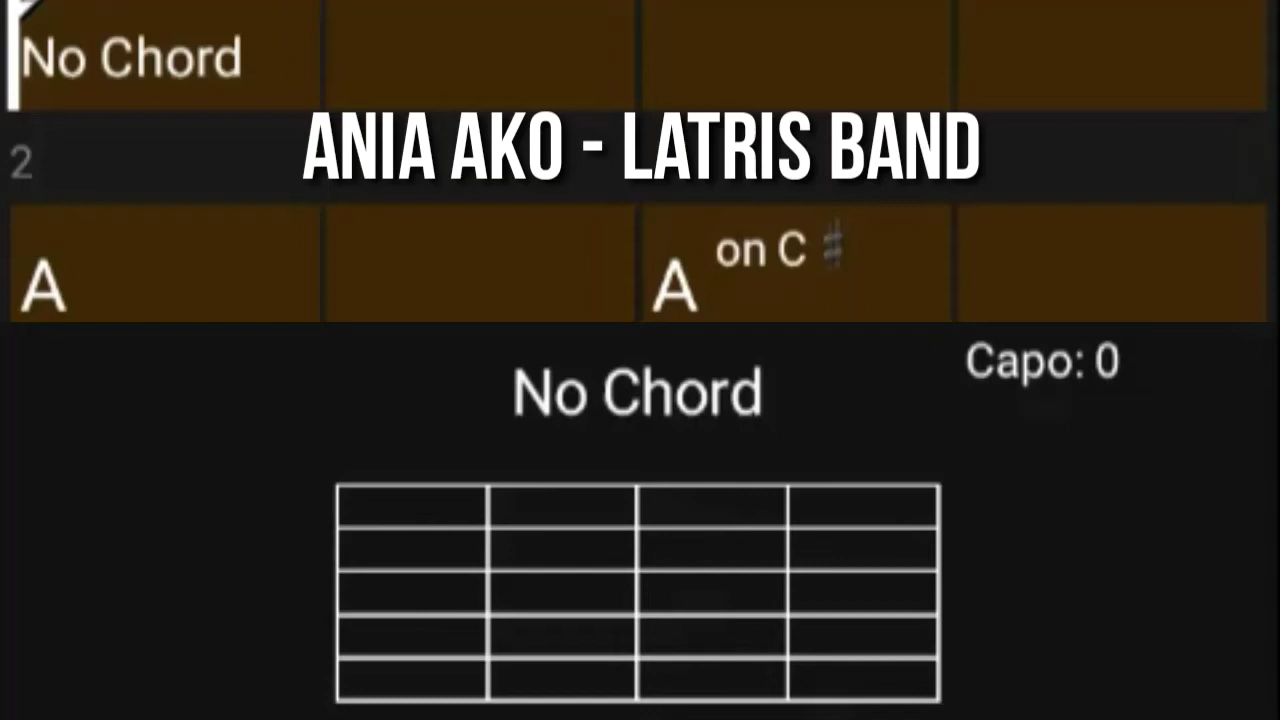 No Chord
ANIA AKO - LATRIS BAND
2
A
A on C #
Capo: 0
No Chord